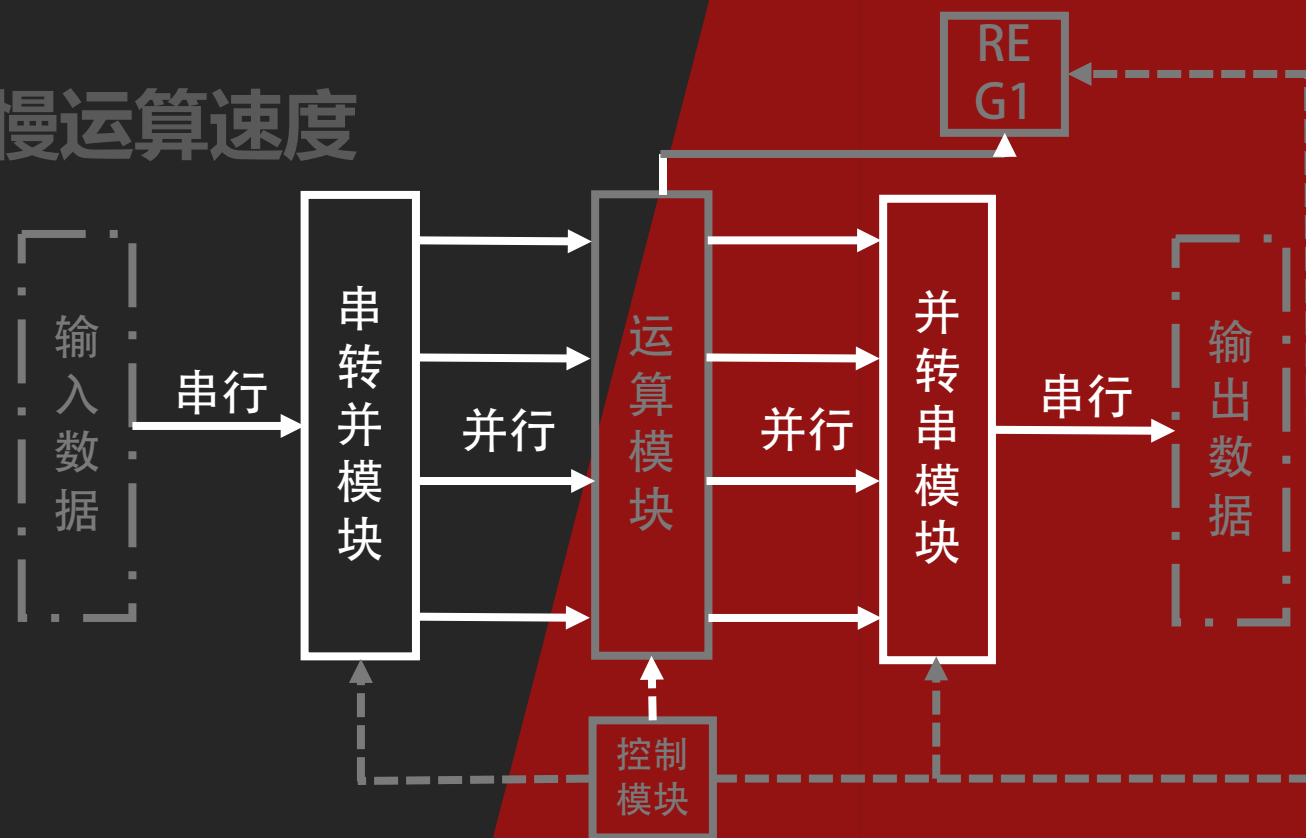 慢运算速度
RE
G1
输入数据
串行
串转并模块
并行
运算模块
并行
并转串模块
串行
输出数据
控制
模块